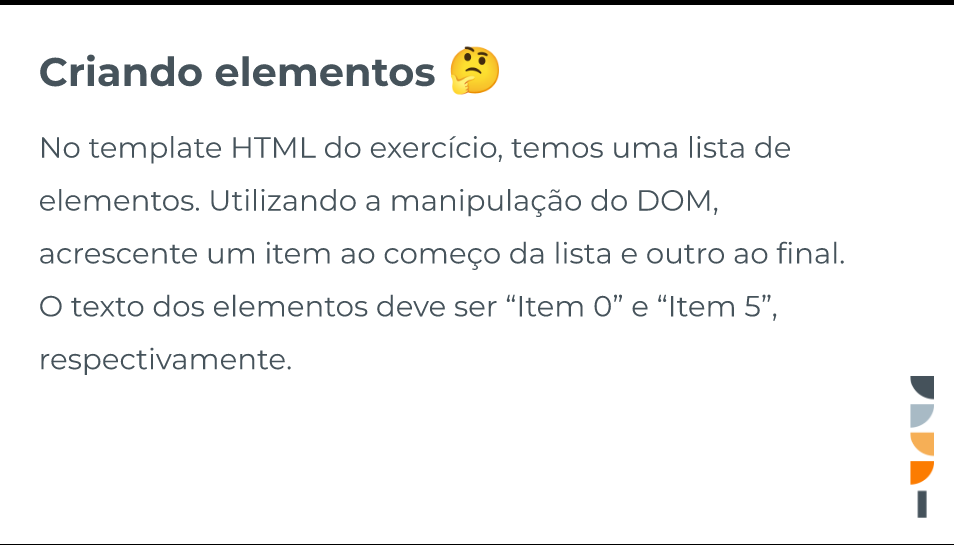 Criando elementos 🤔
No template HTML do exercício, temos uma lista de
elementos. Utilizando a manipulação do DOM,
acrescente um item ao começo da lista e outro ao final.
O texto dos elementos deve ser “Item 0” e “Item 5”,
respectivamente.